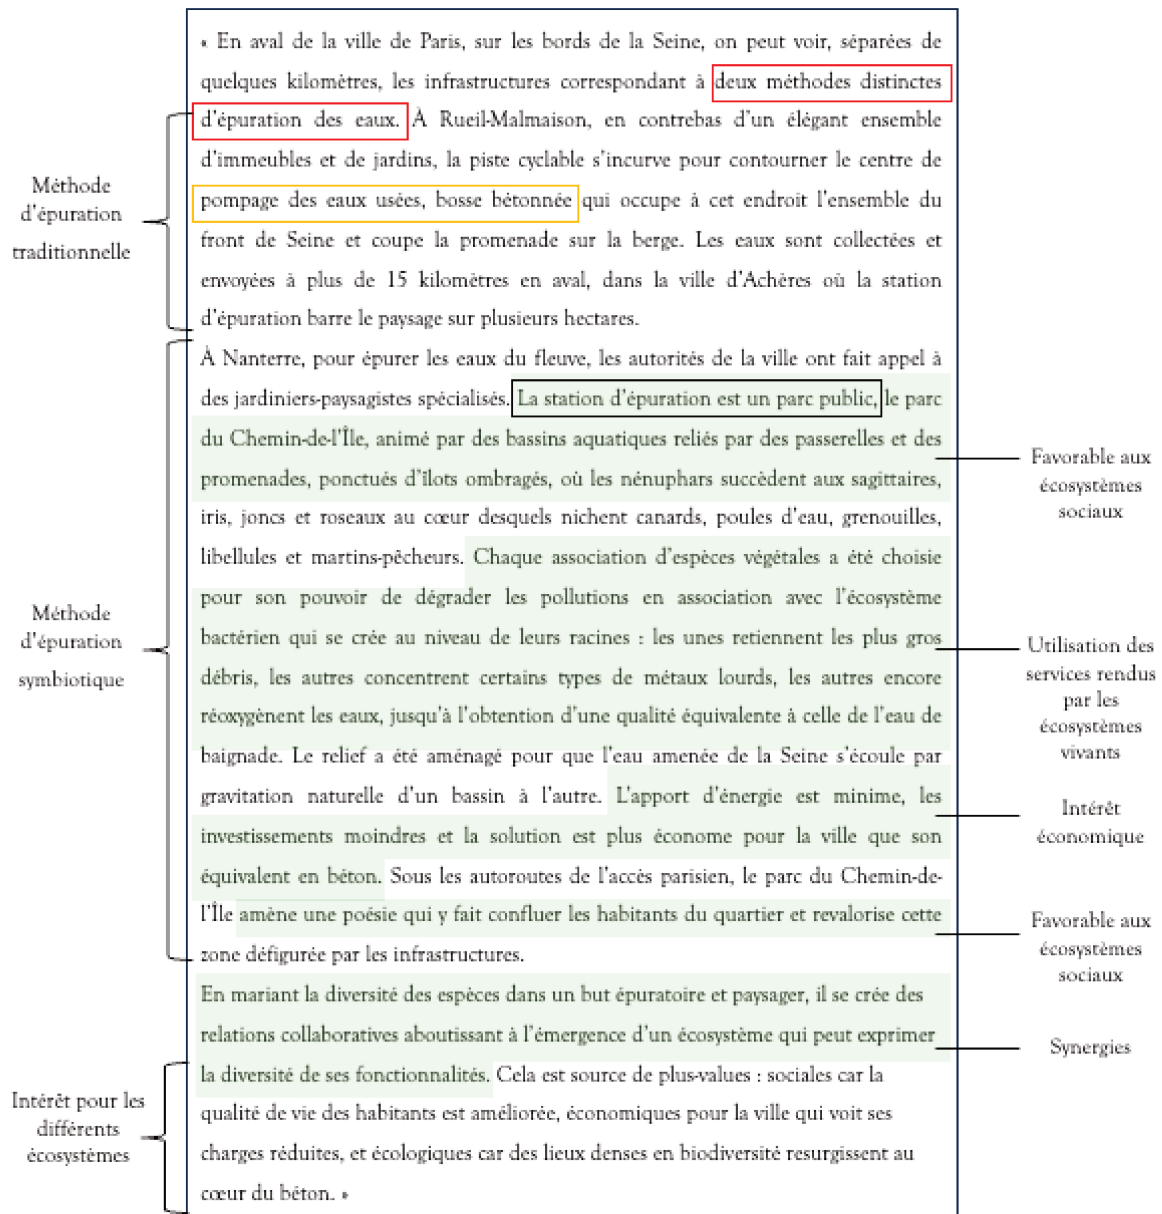 « En aval de la ville de Paris, sur les bords de la Seine, on peut voir, séparées de
quelques kilomètres, les infrastructures correspondant à deux méthodes distinctes
d'épuration des eaux. À Rueil-Malmaison, en contrebas d'un élégant ensemble
d'immeubles et de jardins, la piste cyclable s'incurve pour contourner le centre de
pompage des eaux usées, bosse bétonnée qui occupe à cet endroit l'ensemble du
front de Seine et coupe la promenade sur la berge. Les eaux sont collectées et
envoyées à plus de 15 kilomètres en aval, dans la ville d'Achères où la station
d'épuration barre le paysage sur plusieurs hectares.
Méthode
d'épuration
traditionnelle
À Nanterre, pour épurer les eaux du fleuve, les autorités de la ville ont fait appel à
des jardiniers-paysagistes spécialisés. La station d'épuration est un parc public, le parc
du Chemin-de-l'Île, animé par des bassins aquatiques reliés par des passerelles et des
promenades, ponctués d'îlots ombragés, où les nénuphars succèdent aux sagittaires,
iris, joncs et roseaux au cœur desquels nichent canards, poules d'eau, grenouilles,
libellules et martins-pêcheurs. Chaque association d'espèces végétales a été choisie
pour son pouvoir de dégrader les pollutions en association avec l'écosystème
bactérien qui se crée au niveau de leurs racines : les unes retiennent les plus gros
débris, les autres concentrent certains types de métaux lourds, les autres encore
réoxygènent les eaux, jusqu'à l'obtention d'une qualité équivalente à celle de l'eau de
baignade. Le relief a été aménagé pour que l'eau amenée de la Seine s'écoule par
gravitation naturelle d'un bassin à l'autre. L'apport d'énergie est minime, les
investissements moindres et la solution est plus économe pour la ville que son
équivalent en béton. Sous les autoroutes de l'accès parisien, le parc du Chemin-de-
l'Île amène une poésie qui y fait confluer les habitants du quartier et revalorise cette
zone défigurée par les infrastructures.
Méthode
d'épuration
symbiotique
Favorable aux
écosystèmes
sociaux
Utilisation des
services rendus
par les
écosystèmes
vivants
Intérêt
économique
Favorable aux
écosystèmes
sociaux
En mariant la diversité des espèces dans un but épuratoire et paysager, il se crée des
relations collaboratives aboutissant à l'émergence d'un écosystème qui peut exprimer
la diversité de ses fonctionnalités. Cela est source de plus-values : sociales car la
qualité de vie des habitants est améliorée, économiques pour la ville qui voit ses
charges réduites, et écologiques car des lieux denses en biodiversité resurgissent au
cœur du béton. »
Synergies
Intérêt pour les
différents
écosystèmes